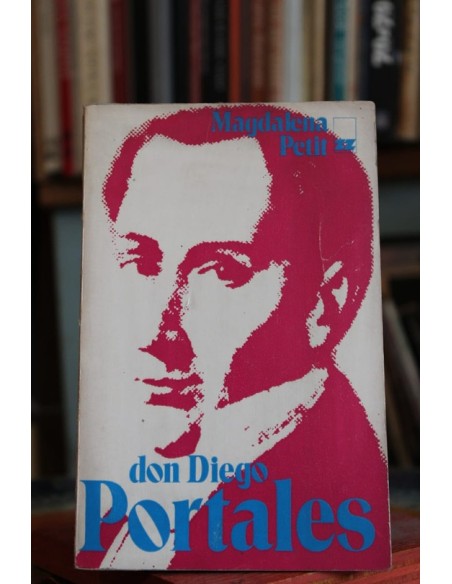 Magdalena
Petit
don Diego
Portales